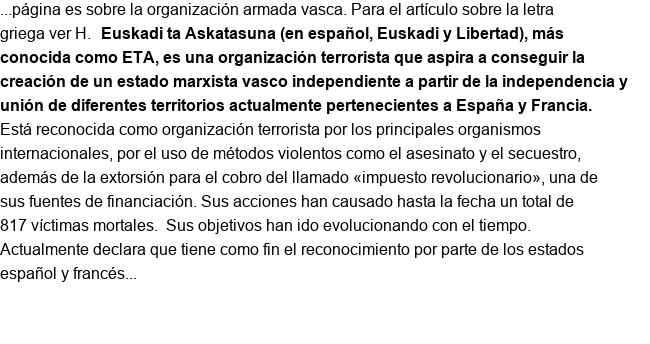 ...página es sobre la organización armada vasca. Para el artículo sobre la letra
griega ver Η.  Euskadi ta Askatasuna (en español, Euskadi y Libertad), más
conocida como ETA, es una organización terrorista que aspira a conseguir la
creación de un estado marxista vasco independiente a partir de la independencia y
unión de diferentes territorios actualmente pertenecientes a España y Francia.
Está reconocida como organización terrorista por los principales organismos
internacionales, por el uso de métodos violentos como el asesinato y el secuestro,
además de la extorsión para el cobro del llamado «impuesto revolucionario», una de
sus fuentes de financiación. Sus acciones han causado hasta la fecha un total de
817 víctimas mortales.  Sus objetivos han ido evolucionando con el tiempo.
Actualmente declara que tiene como fin el reconocimiento por parte de los estados
español y francés...